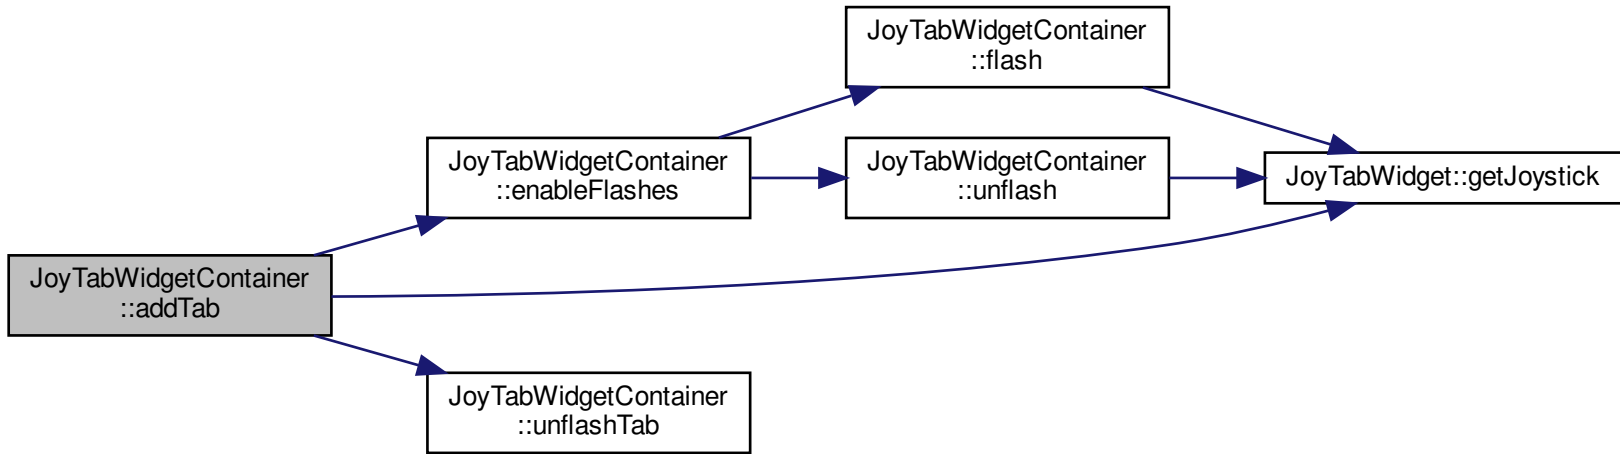 JoyTabWidgetContainer
::flash
JoyTabWidgetContainer
::enableFlashes
JoyTabWidgetContainer
::unflash
JoyTabWidget::getJoystick
JoyTabWidgetContainer
::addTab
JoyTabWidgetContainer
::unflashTab